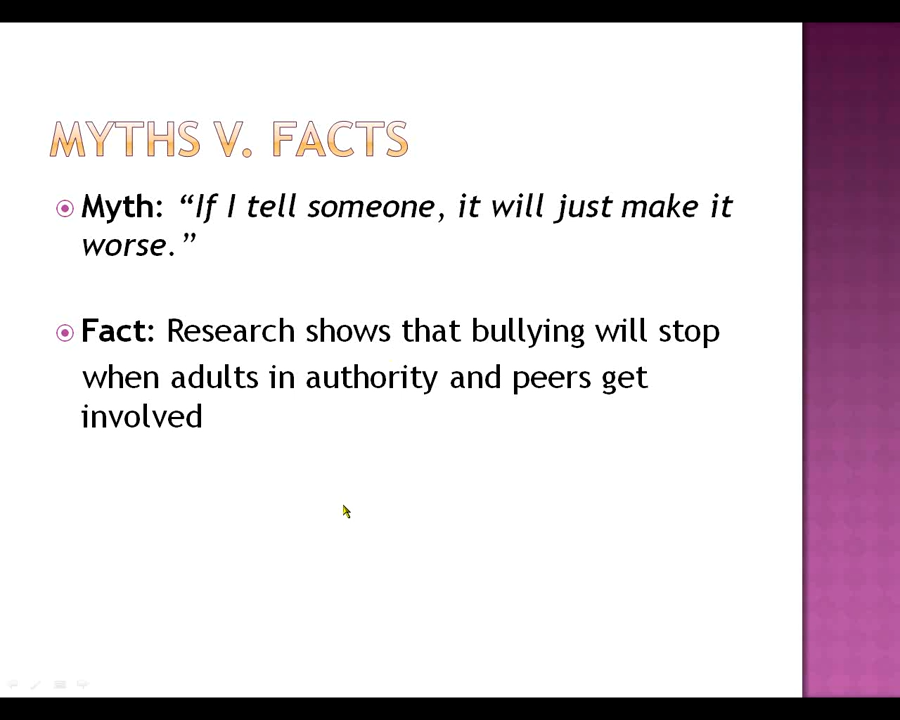 MYTHS V. FACTS
Myth: “If I tell someone, it will just make it
worse.”
Fact: Research shows that bullying will stop
when adults in authority and peers get
involved